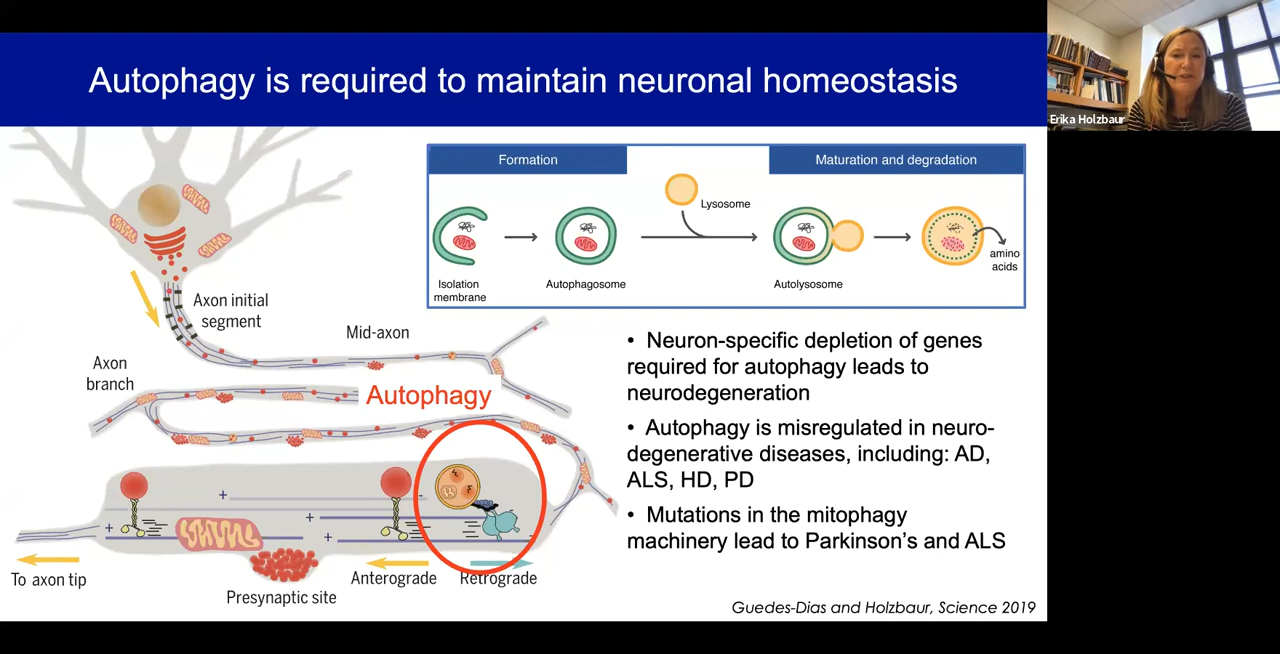 Autophagy is required to maintain neuronal homeostasis
Erika Holzbaur
Formation
Maturation and degradation
Lysosome
Isolation
membrane
Autophagosome
Autolysosome
amino
acids
Axon initial
segment
Mid-axon
Axon
branch
Autophagy
• Neuron-specific depletion of genes
required for autophagy leads to
neurodegeneration
• Autophagy is misregulated in neuro-
degenerative diseases, including: AD,
ALS, HD, PD
• Mutations in the mitophagy
machinery lead to Parkinson's and ALS
+
-
+
+
+
To axon tip
Presynaptic site
Anterograde
Retrograde
Guedes-Dias and Holzbaur, Science 2019